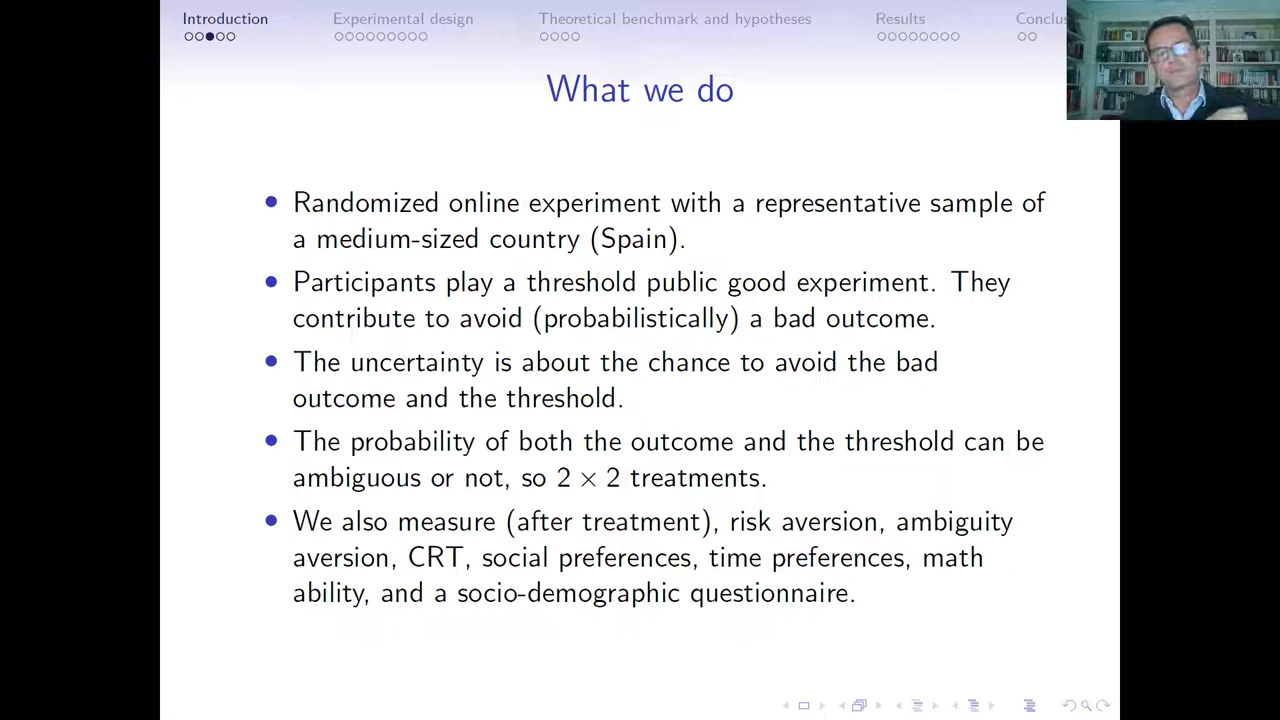 Introduction Experimental design Theoretical benchmark and hypotheses Results Conclus
What we do
Randomized online experiment with a representative sample of
a medium-sized country (Spain).
Participants play a threshold public good experiment. They
contribute to avoid (probabilistically) a bad outcome.
The uncertainty is about the chance to avoid the bad
outcome and the threshold.
The probability of both the outcome and the threshold can be
ambiguous or not, so 2 × 2 treatments.
We also measure (after treatment), risk aversion, ambiguity
aversion, CRT, social preferences, time preferences, math
ability, and a socio-demographic questionnaire.